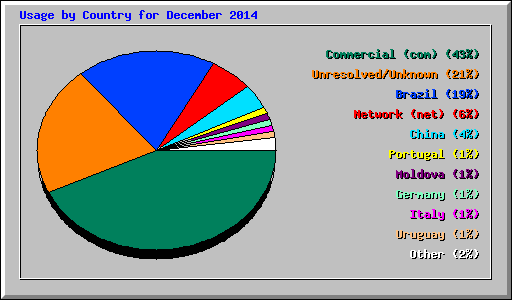 Usage by Country for December 2014
Commercial (com) (43%)
Unresolved/Unknown (21%)
Brazil (19%)
Network (net) (6%)
China (4%)
Portugal (1%)
Moldova (1%)
Germany (1%)
Italy (1%)
Uruguay (1%)
Other (2%)